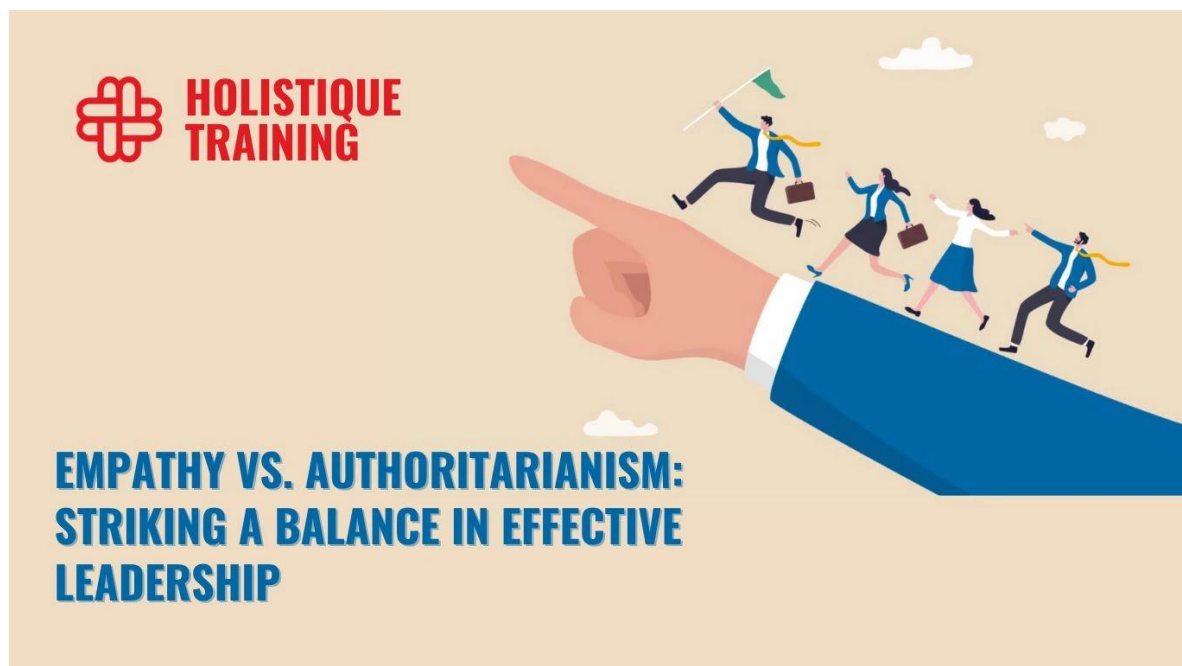 HOLISTIQUE
TRAINING
EMPATHY VS. AUTHORITARIANISM:
STRIKING A BALANCE IN EFFECTIVE
LEADERSHIP